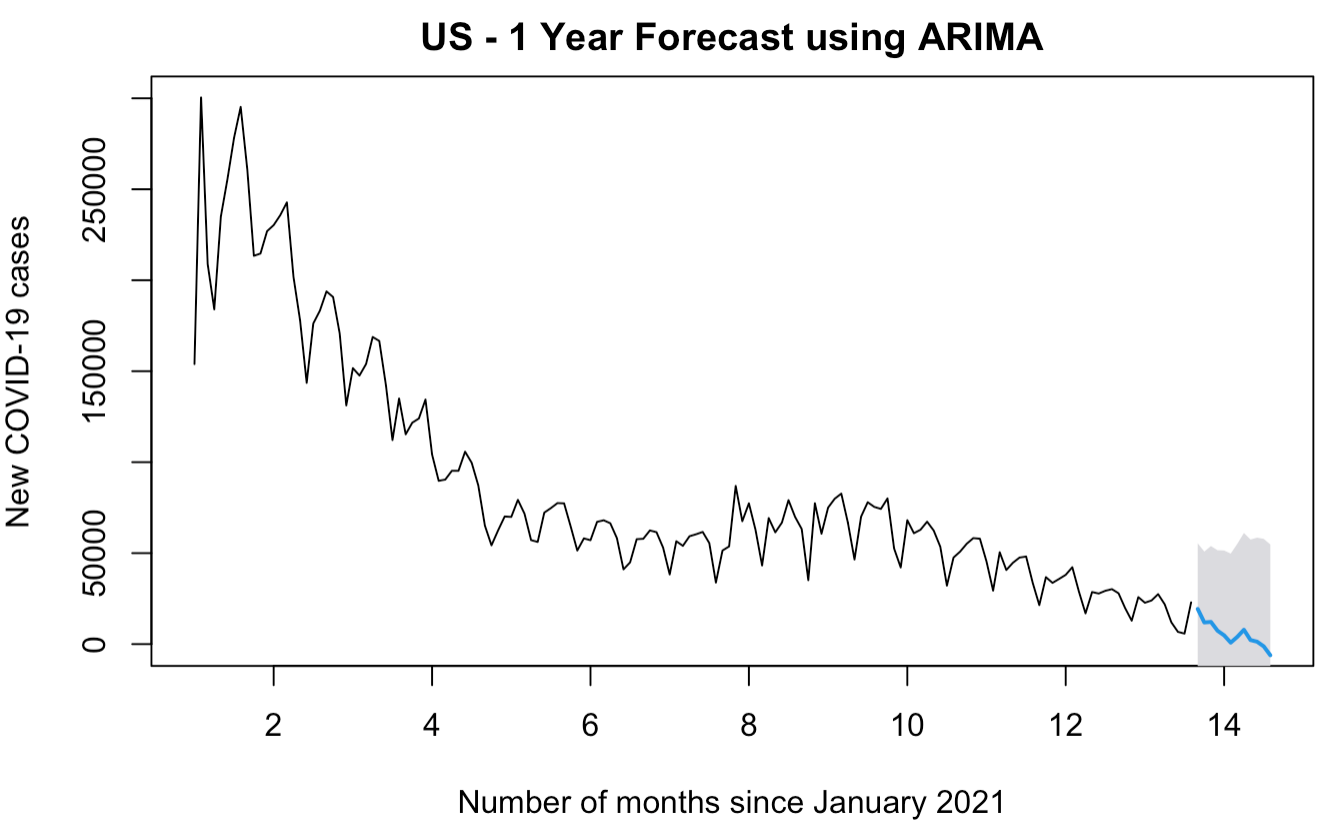 US - 1 Year Forecast using ARIMA
New COVID-19 cases
250000
150000
50000
0
2 4 6 8 10 12 14
Number of months since January 2021